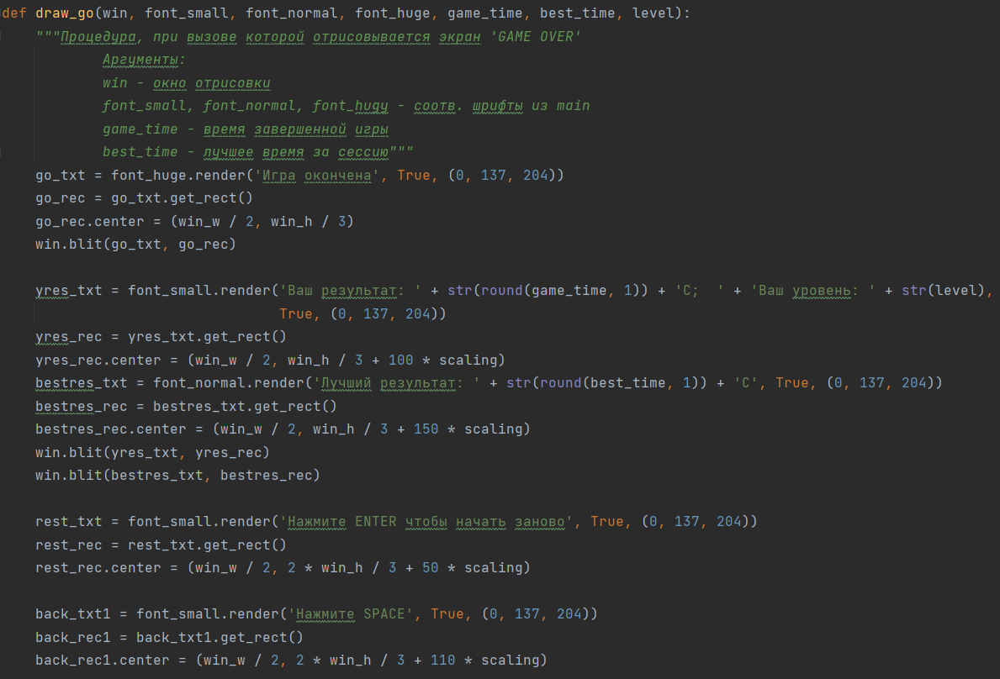 def draw_go(win, font_small, font_normal, font_huge, game_time, best_time, level):
    """Процедура, при вызове которой отрисовывается экран 'GAME OVER'
            Аргументы:
            win - окно отрисовки
            font_small, font_normal, font_hugy - соотв. шрифты из main
            game_time - время завершенной игры
            best_time - лучшее время за сессию"""
    go_txt = font_huge.render('Игра окончена', True, (0, 137, 204))
    go_rec = go_txt.get_rect()
    go_rec.center = (win_w / 2, win_h / 3)
    win.blit(go_txt, go_rec)

    yres_txt = font_small.render('Ваш результат: ' + str(round(game_time, 1)) + 'С;  ' + 'Ваш уровень: ' + str(level),
                                 True, (0, 137, 204))
    yres_rec = yres_txt.get_rect()
    yres_rec.center = (win_w / 2, win_h / 3 + 100 * scaling)
    bestres_txt = font_normal.render('Лучший результат: ' + str(round(best_time, 1)) + 'С', True, (0, 137, 204))
    bestres_rec = bestres_txt.get_rect()
    bestres_rec.center = (win_w / 2, win_h / 3 + 150 * scaling)
    win.blit(yres_txt, yres_rec)
    win.blit(bestres_txt, bestres_rec)

    rest_txt = font_small.render('Нажмите ENTER чтобы начать заново', True, (0, 137, 204))
    rest_rec = rest_txt.get_rect()
    rest_rec.center = (win_w / 2, 2 * win_h / 3 + 50 * scaling)

    back_txt1 = font_small.render('Нажмите SPACE', True, (0, 137, 204))
    back_rec1 = back_txt1.get_rect()
    back_rec1.center = (win_w / 2, 2 * win_h / 3 + 110 * scaling)